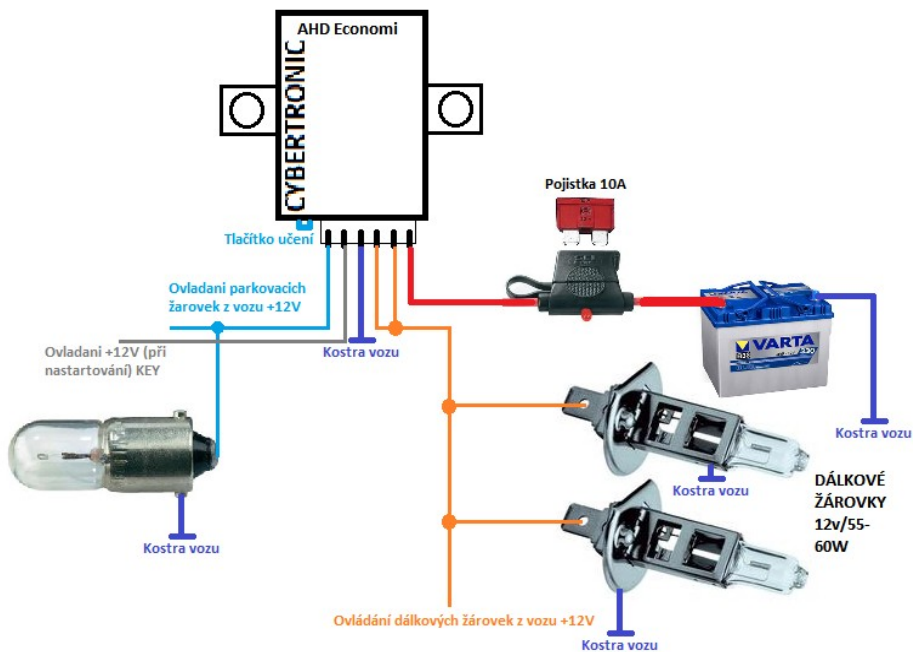 AHD Economi
CYBERTRONIC
Pojistka 10A
Tlačítko učení
Ovladani parkovacich
žarovek z vozu +12V
Ovladani +12V (při
nastartování) KEY
Kostra vozu
VARTA
Kostra vozu
Kostra vozu
DÁLKOVÉ
ŽÁROVKY
12v/55-
60W
Kostra vozu
Ovládání dálkových žárovek z vozu +12V
Kostra vozu